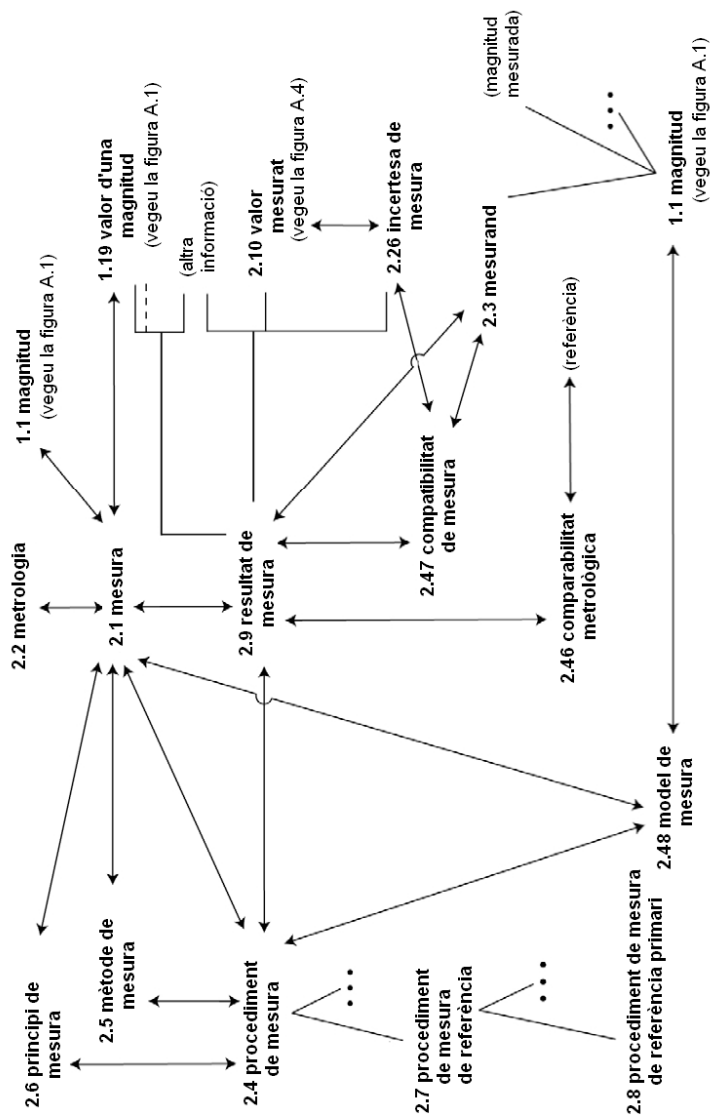 2.6 principi de
mesura
2.2 metrologia
1.1 magnitud
(vegeu la figura A.1)
2.5 mètode de
mesura
2.1 mesura
1.19 valor d'una
magnitud
(vegeu la figura A.1)
(altra
informació)
2.4 procediment
de mesura
2.9 resultat de
mesura
2.10 valor
mesurat
(vegeu la figura A.4)
2.26 incertesa de
mesura
2.7 procediment
de mesura
de referència
2.47 compatibilitat
de mesura
2.3 mesurand
(magnitud
mesurada)
2.46 comparabilitat
metrològica
(referència)
2.8 procediment de mesura
de referència primari
2.48 model de
mesura
1.1 magnitud
(vegeu la figura A.1)